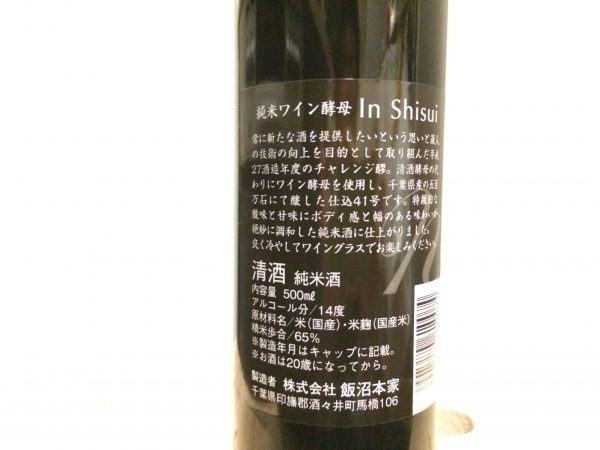 純米ワイン酵母 In Shisui
常に新たな酒を提供したいという思いと蔵人
の技術の向上を目的として取り組んだ平成
27酒造年度のチャレンジ醪。清酒酵母の代
わりにワイン酵母を使用し、千葉県産の五百
万石にて醸した仕込41号です。特徴的な
酸味と甘味にボディ感と幅のある味わいが
絶妙に調和した純米酒に仕上がりました。
良く冷やしてワイングラスでお楽しみください。
清酒 純米酒
内容量 500ml
アルコール分/14度
原材料名/米(国産)・米麹(国産米)
精米歩合/65%
※製造年月はキャップに記載。
※お酒は20歳になってから。
製造者 株式会社 飯沼本家
千葉県印旛郡酒々井町馬橋106